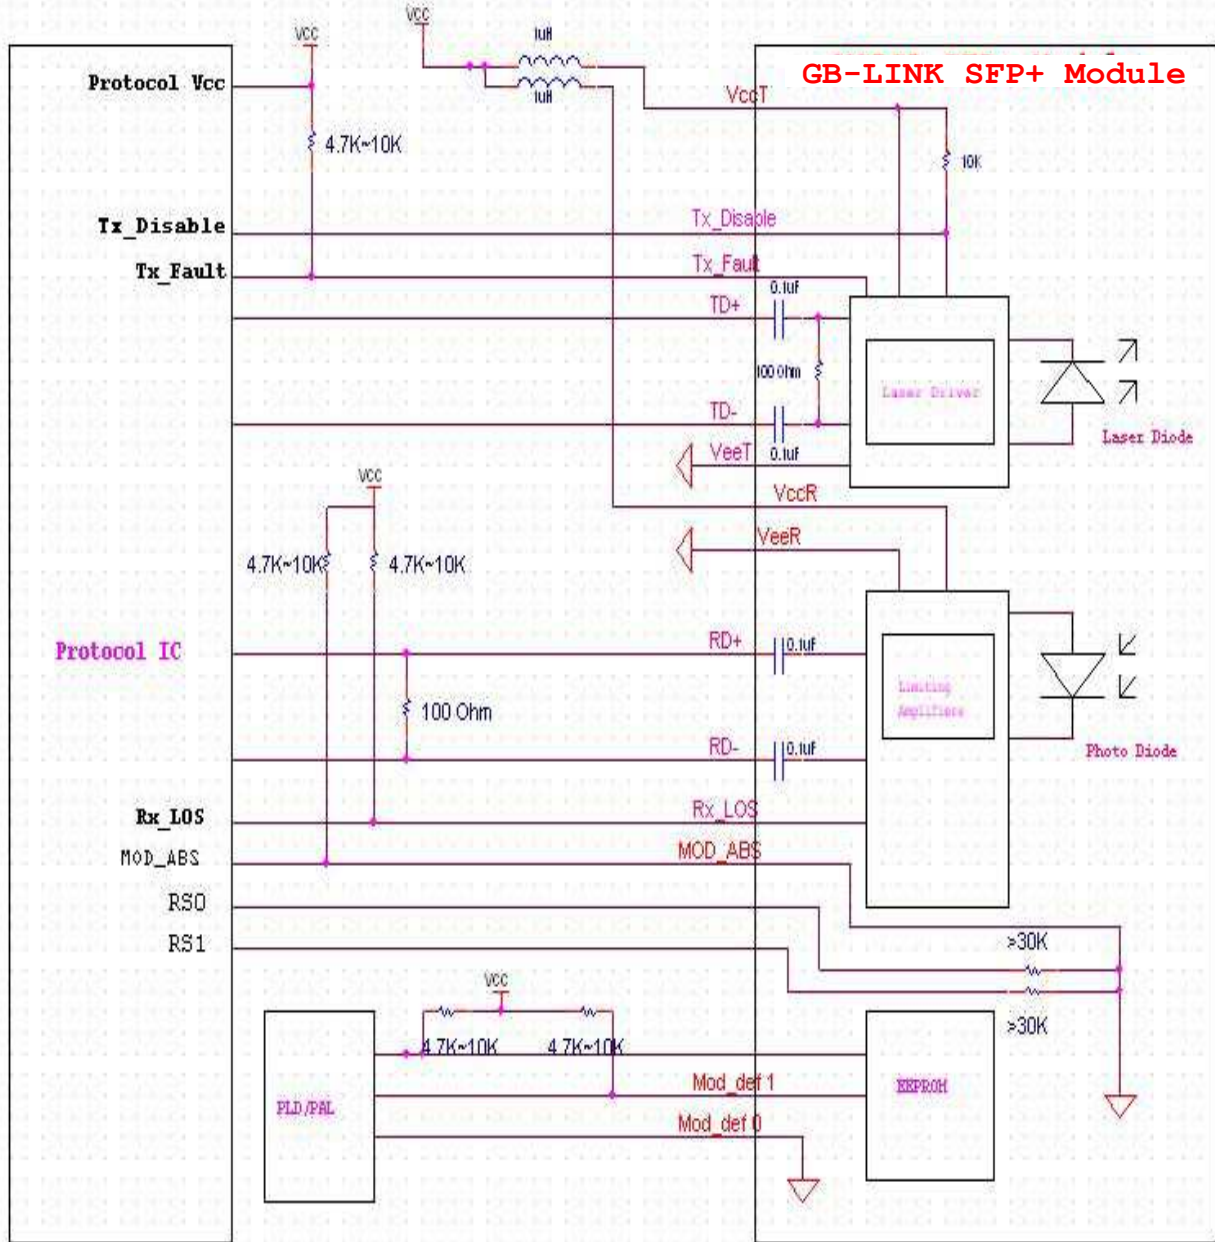 VCC
VCC
1uH
1uH
GB-LINK SFP+ Module
Protocol Vcc
VccT
4.7K~10K
10K
Tx_Disable
Tx_Disable
Tx_Fault
Tx_Fault
0.1uf
TD+
100 Ohm
Laser Driver
TD-
Laser Diode
VeeT
0.1uf
VCC
VccR
VeeR
4.7K~10K
4.7K~10K
Protocol IC
RD+
0.1uf
Limiting
Amplifiers
100 Ohm
RD-
0.1uf
Photo Diode
Rx_LOS
Rx_LOS
MOD_ABS
MOD_ABS
RS0
RS1
>30K
VCC
>30K
4.7K~10K
4.7K~10K
Mod_def 1
EEPROM
PLD/PAL
Mod_def 0